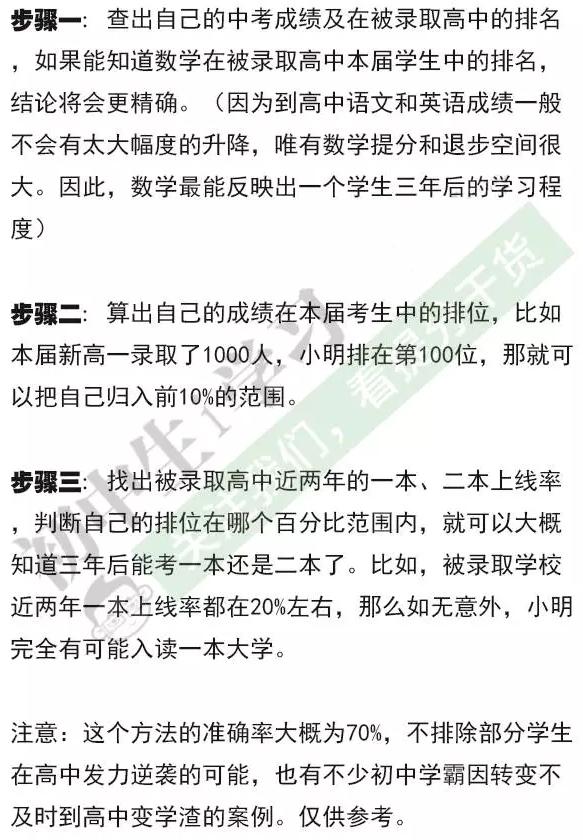 步骤一：查出自己的中考成绩及在被录取高中的排名
，如果能知道数学在被录取高中本届学生中的排名，
结论将会更精确。（因为到高中语文和英语成绩一般
不会有太大幅度的升降，唯有数学提分和退步空间很
大。因此，数学最能反映出一个学生三年后的学习程
度）
步骤二：算出自己的成绩在本届考生中的排位，比如
本届新高一录取了1000人，小明排在第100位，那就可
以把自己归入前10%的范围。
步骤三：找出被录取高中近两年的一本、二本上线率
，判断自己的排位在哪个百分比范围内，就可以大概
知道三年后能考一本还是二本了。比如，被录取学校
近两年一本上线率都在20%左右，那么如无意外，小明
完全有可能入读一本大学。
注意：这个方法的准确率大概为70%，不排除部分学生
在高中发力逆袭的可能，也有不少初中学霸因转变不
及时到高中变学渣的案例。仅供参考。
初中生学习
关注我们，看更多干货